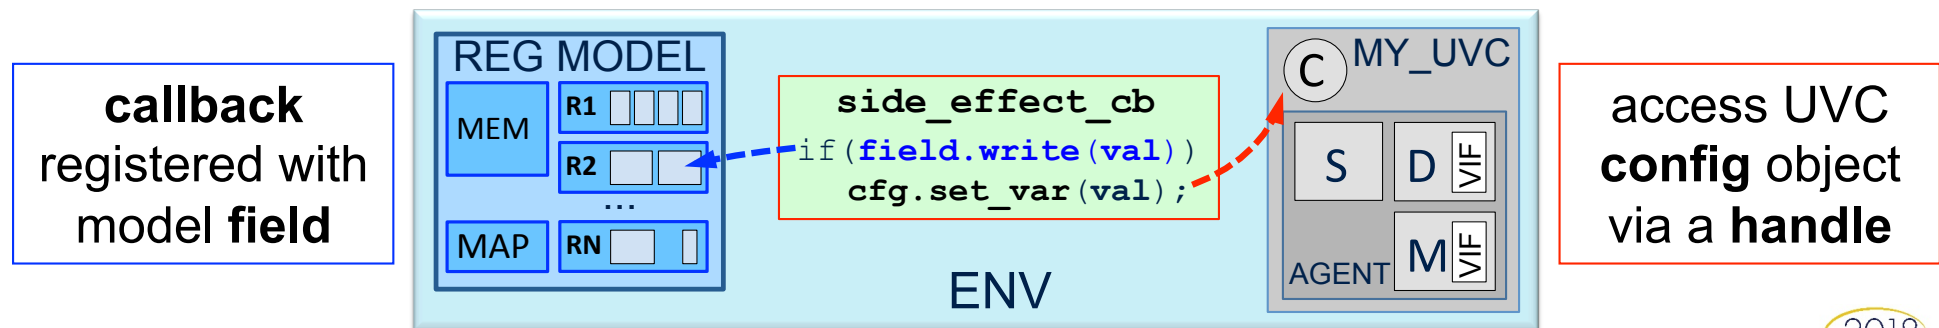 callback
registered with
model field
REG MODEL
MEM
MAP
R1
R2
...
RN
side_effect_cb
if(field.write(val))
cfg.set_var(val);
ENV
C
MY_UVC
S
D
VIF
M
VIF
AGENT
access UVC
config object
via a handle
2018